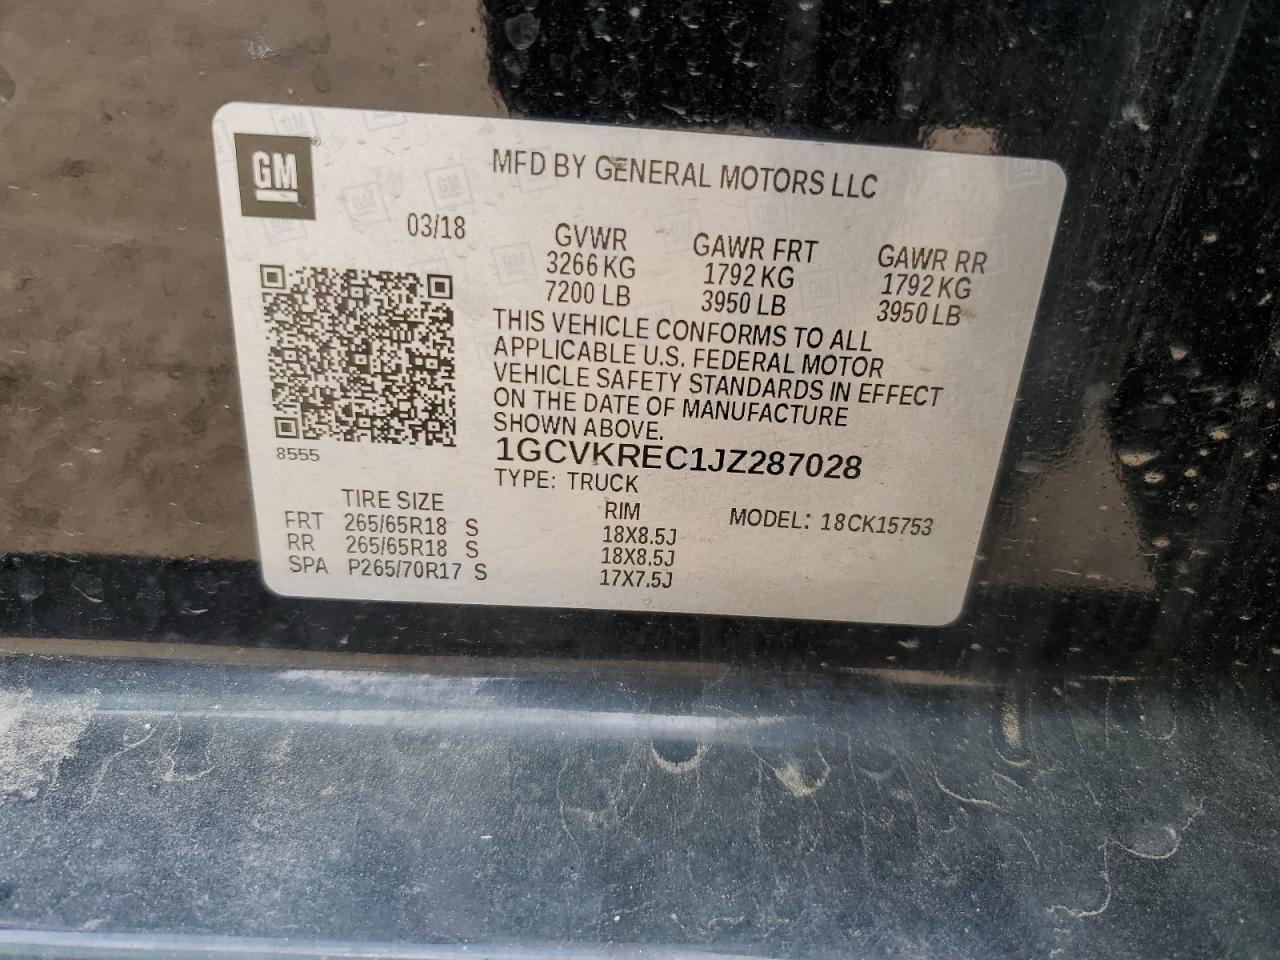 GM
MFD BY GENERAL MOTORS LLC
03/18
GVWR GAWR FRT GAWR RR
3266 KG 1792 KG 1792 KG
7200 LB 3950 LB 3950 LB
THIS VEHICLE CONFORMS TO ALL
APPLICABLE U.S. FEDERAL MOTOR
VEHICLE SAFETY STANDARDS IN EFFECT
ON THE DATE OF MANUFACTURE
SHOWN ABOVE.
8555
1GCVKREC1JZ287028
TYPE: TRUCK
TIRE SIZE RIM MODEL: 18CK15753
FRT 265/65R18 S 18X8.5J
RR 265/65R18 S 18X8.5J
SPA P265/70R17 S 17X7.5J